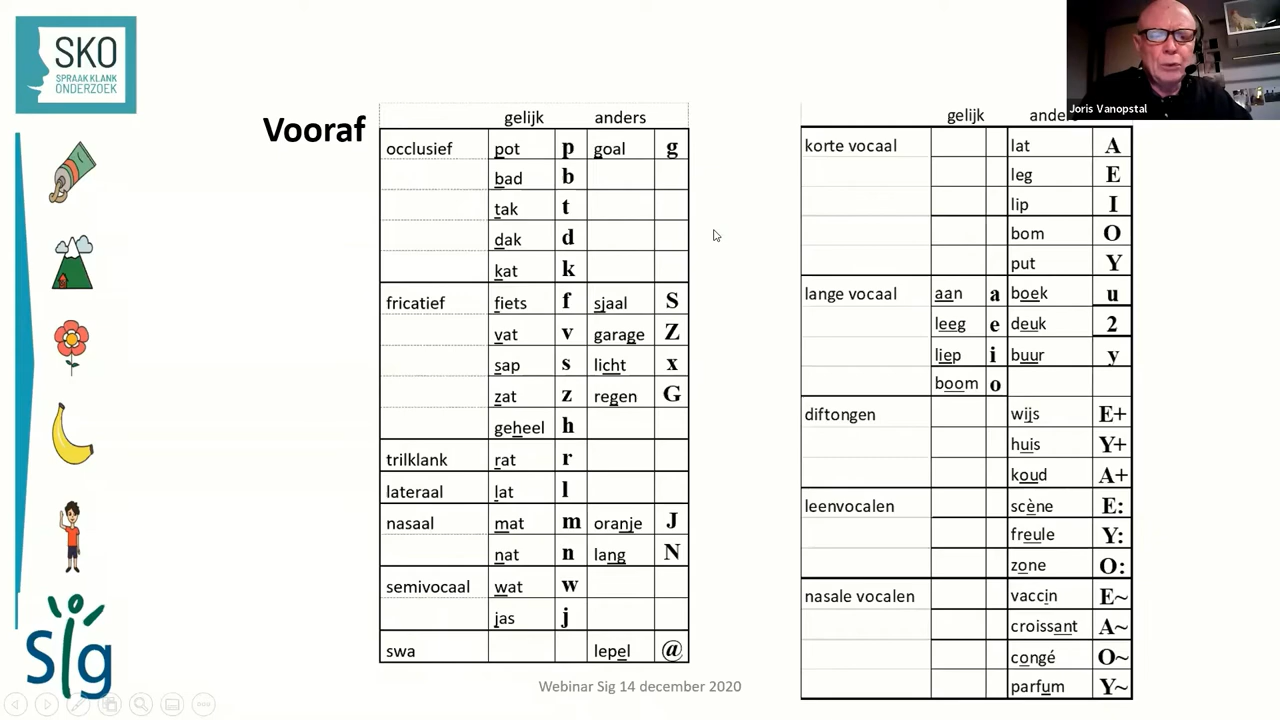 SKO
SPRAAK KLANK
ONDERZOEK
Joris Vanopstal
Vooraf
gelijk anders
occlusief pot p goal g
bad b
tak t
dak d
kat k
fricatief fiets f sjaal S
vat v garage Z
sap s licht x
zat z regen G
geheel h
trilklank rat r
lateraal lat l
nasaal mat m oranje J
nat n lang N
semivocaal wat w
jas j
swa lepel @
gelijk ander
korte vocaal lat A
leg E
lip I
bom O
put Y
lange vocaal aan a boek u
leeg e deuk 2
liep i buur y
boom o
diftongen wijs E+
huis Y+
koud A+
leenvocalen scène E:
freule Y:
zone O:
nasale vocalen vaccin E~
croissant A~
congé O~
parfum Y~
Sig
Webinar Sig 14 december 2020